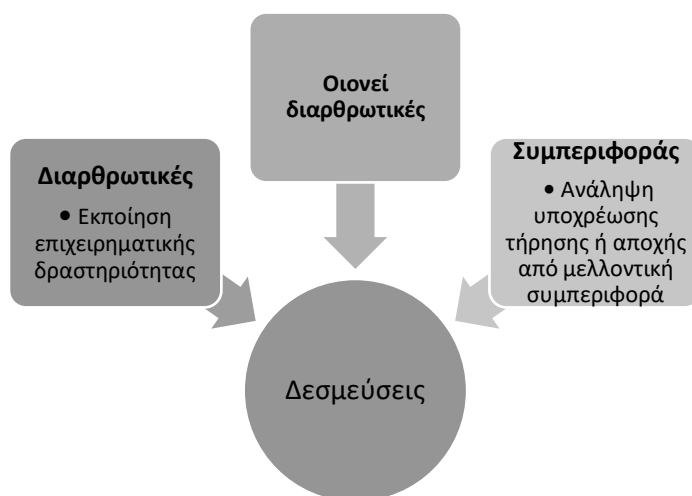 Οιονεί
διαρθρωτικές
Διαρθρωτικές
• Εκποίηση
επιχειρηματικής
δραστηριότητας
Συμπεριφοράς
• Ανάληψη
υποχρέωσης
τήρησης ή αποχής
από μελλοντική
συμπεριφορά
Δεσμεύσεις